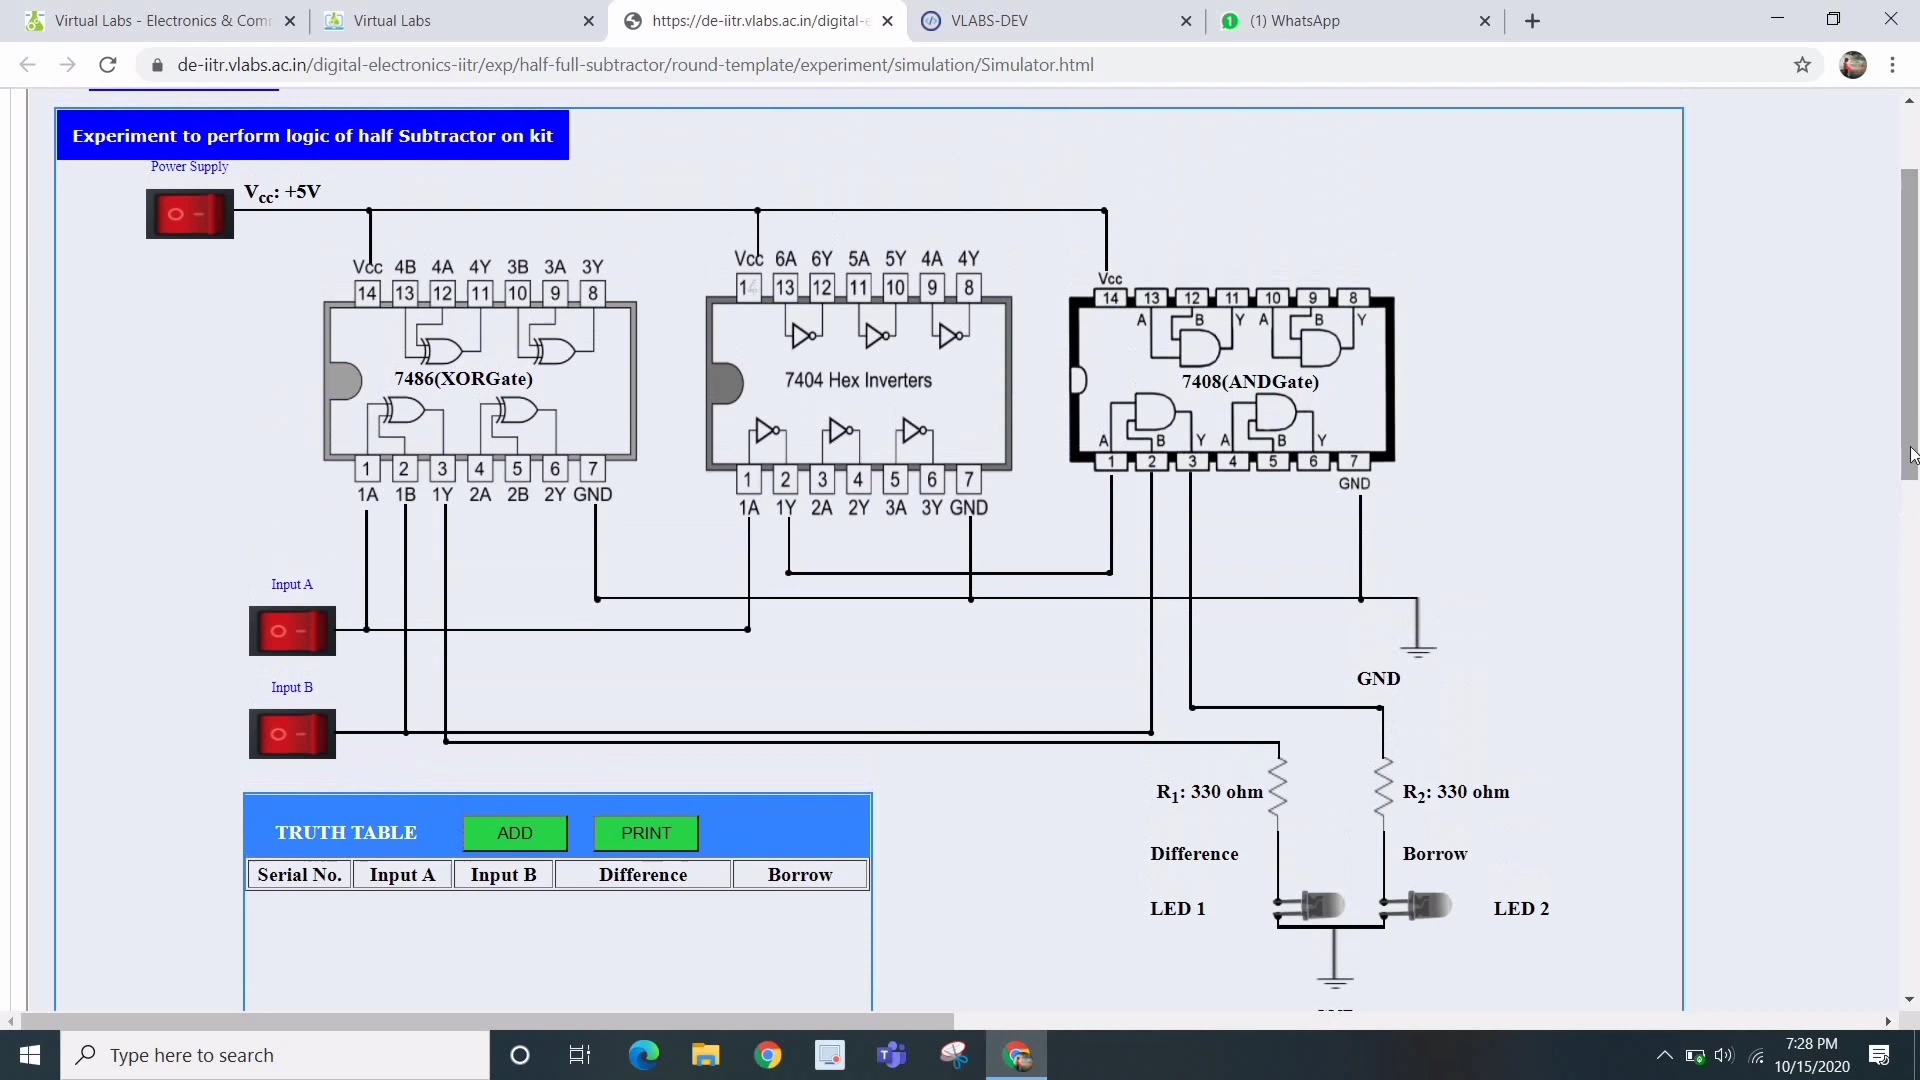 Virtual Labs - Electronics & Com
Virtual Labs
https://de-iitr.vlabs.ac.in/digital-e
VLABS-DEV
(1) WhatsApp
de-iitr.vlabs.ac.in/digital-electronics-iitr/exp/half-full-subtractor/round-template/experiment/simulation/Simulator.html
Experiment to perform logic of half Subtractor on kit
Power Supply
Vcc: +5V
Vcc 4B 4A 4Y 3B 3A 3Y
14 13 12 11 10 9 8
7486(XORGate)
1 2 3 4 5 6 7
1A 1B 1Y 2A 2B 2Y GND
Vcc 6A 6Y 5A 5Y 4A 4Y
14 13 12 11 10 9 8
7404 Hex Inverters
1 2 3 4 5 6 7
1A 1Y 2A 2Y 3A 3Y GND
Vcc
14 13 12 11 10 9 8
A B Y A B Y
7408(ANDGate)
A B Y A B Y
1 2 3 4 5 6 7
GND
Input A
Input B
GND
R1: 330 ohm
R2: 330 ohm
Difference
Borrow
LED 1
LED 2
TRUTH TABLE
ADD
PRINT
Serial No. Input A Input B Difference Borrow
Type here to search
7:28 PM
10/15/2020